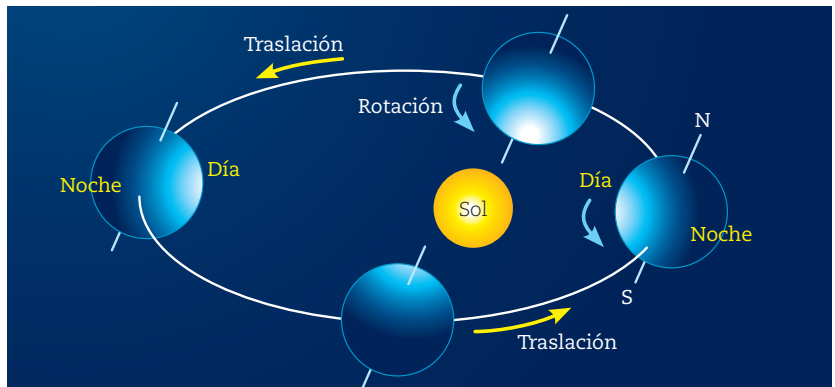 Traslación
Rotación
N
Día
Noche
Día
Sol
Noche
S
Traslación